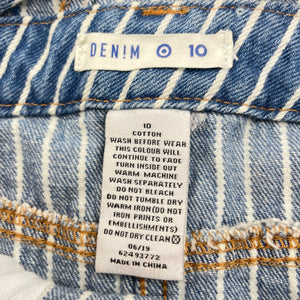 DEN!M 10
10
COTTON
WASH BEFORE WEAR
THIS COLOUR WILL
CONTINUE TO FADE
TURN INSIDE OUT
WARM MACHINE
WASH SEPARATELY
DO NOT BLEACH
DO NOT TUMBLE DRY
WARM IRON(DO NOT
IRON PRINTS OR
EMBELLISHMENTS)
DO NOT DRY CLEAN
06/19
62493772
MADE IN CHINA